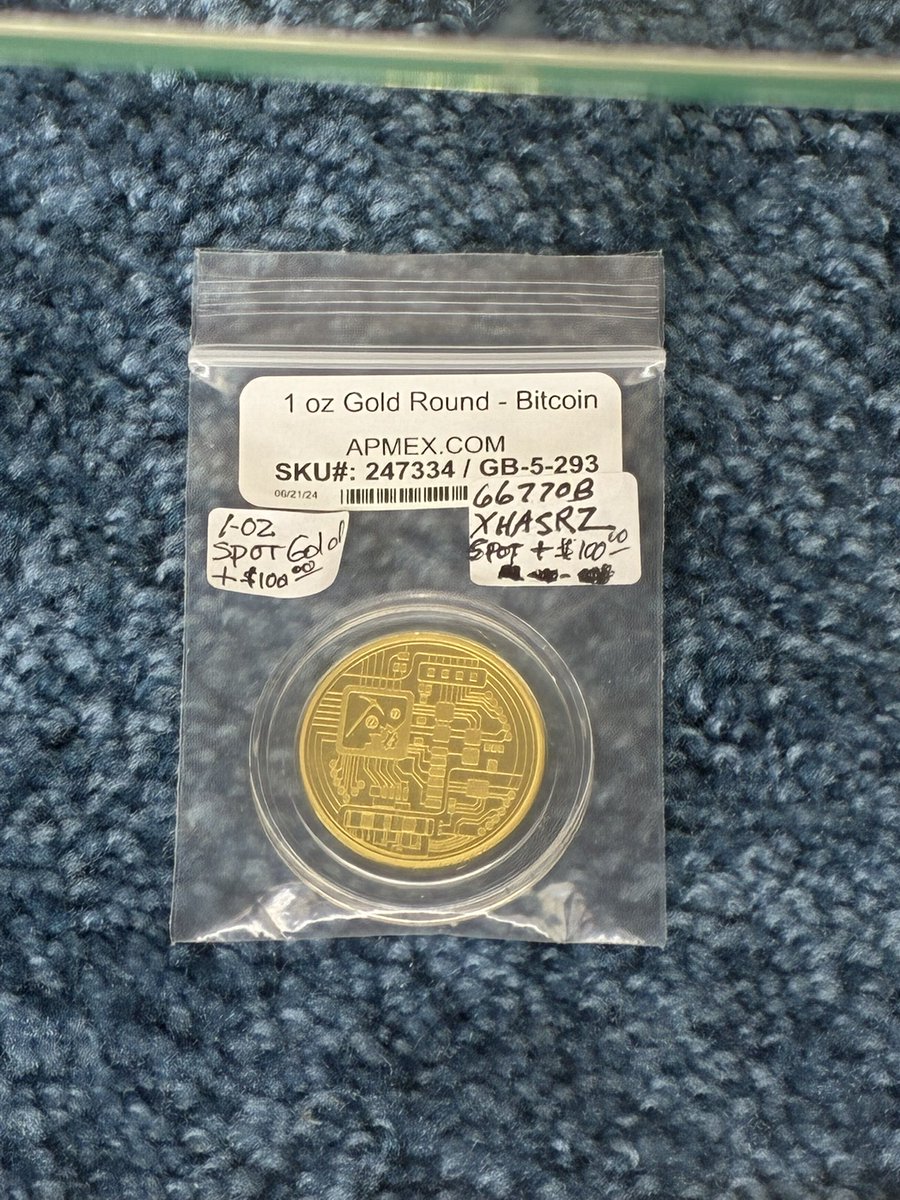 1 oz Gold Round - Bitcoin
APMEX.COM
SKU#: 247334 / GB-5-293
06/21/24
1-OZ
SPOT Gold
+ $100.00
66770B
XHASRZ
SPOT + $100.00